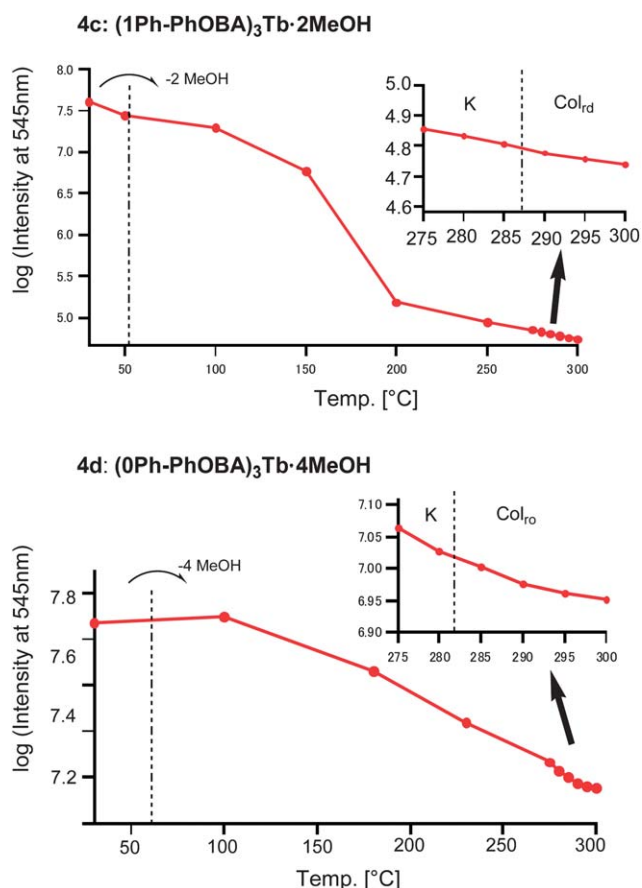 4c: (1Ph-PhOBA)₃Tb·2MeOH
-2 MeOH
log (Intensity at 545nm)
8.0
7.5
7.0
6.5
6.0
5.5
5.0
50 100 150 200 250 300
Temp. [°C]
K Col_rd
5.0
4.9
4.8
4.6
275 280 285 290 295 300
4d: (0Ph-PhOBA)₃Tb·4MeOH
-4 MeOH
log (Intensity at 545nm)
7.8
7.6
7.4
7.2
50 100 150 200 250 300
Temp. [°C]
K Col_ro
7.10
7.05
7.00
6.95
6.90
275 280 285 290 295 300